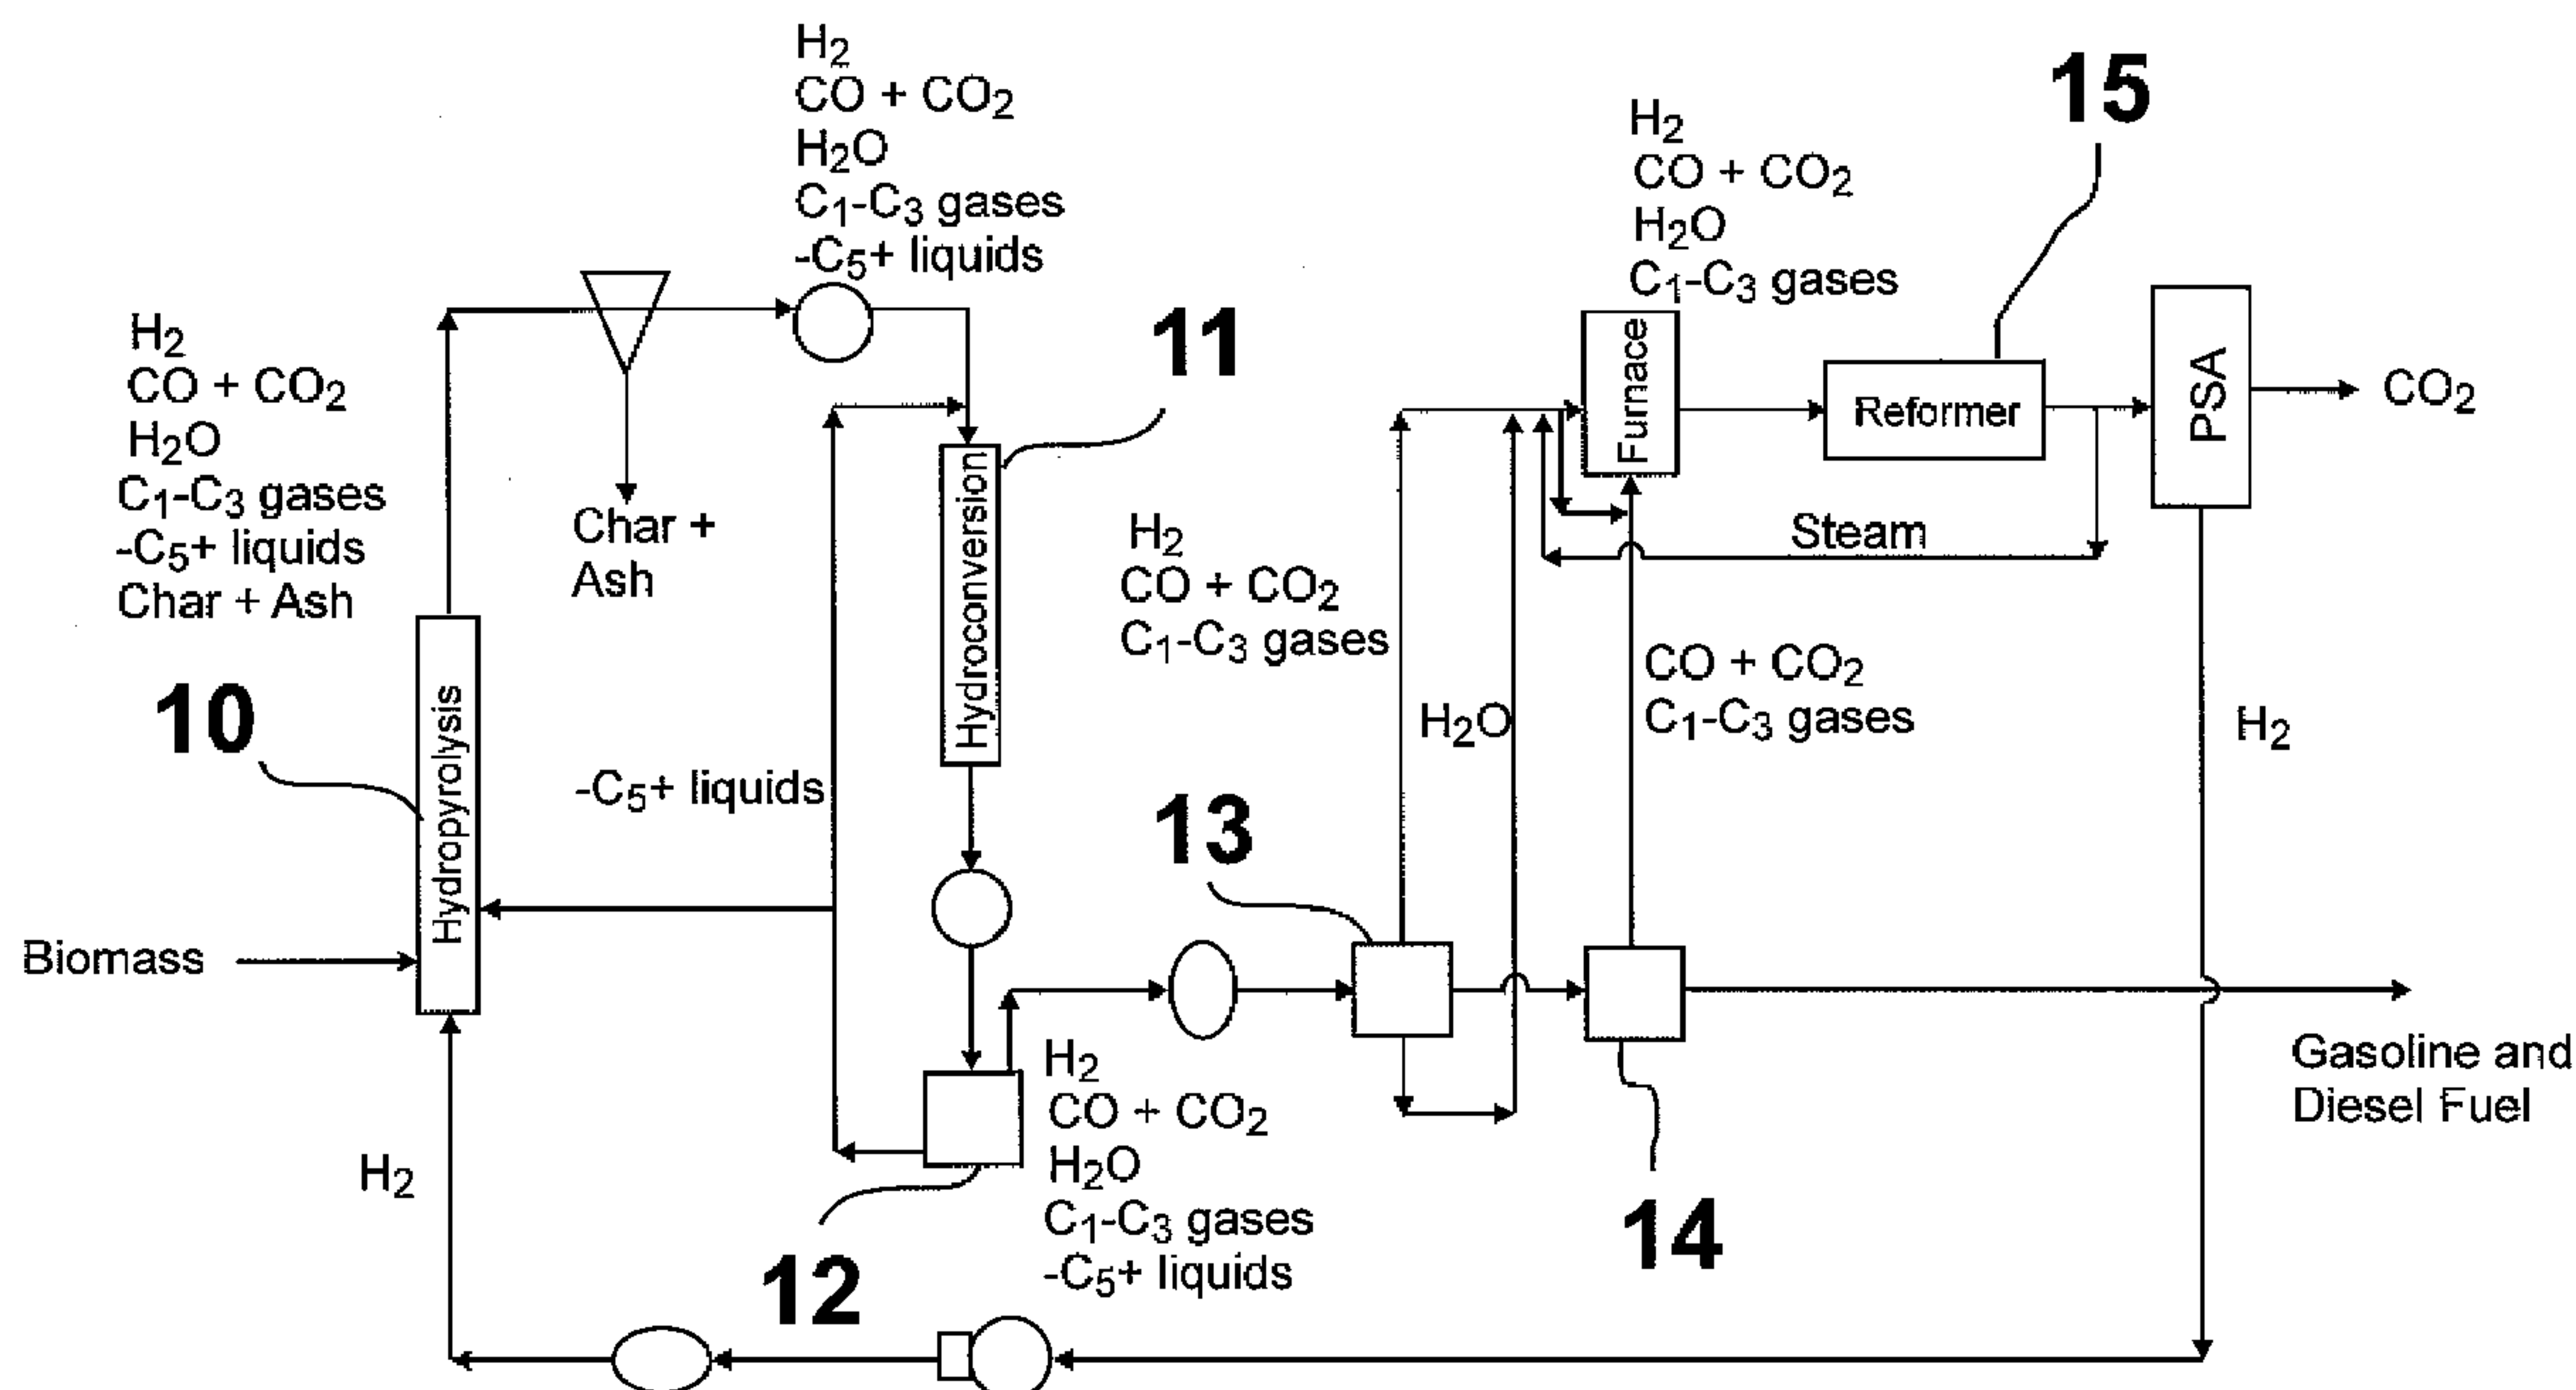 H2
CO + CO2
H2O
C1-C3 gases
-C5+ liquids
15
H2
CO + CO2
H2O
C1-C3 gases
H2
CO + CO2
H2O
C1-C3 gases
-C5+ liquids
Char + Ash
11
Furnace
Reformer
PSA
CO2
Char +
Ash
Hydroconversion
H2
CO + CO2
C1-C3 gases
Steam
10
Hydropyrolysis
-C5+ liquids
H2O
CO + CO2
C1-C3 gases
H2
13
Biomass
H2
CO + CO2
H2O
C1-C3 gases
-C5+ liquids
Gasoline and
Diesel Fuel
H2
12
14